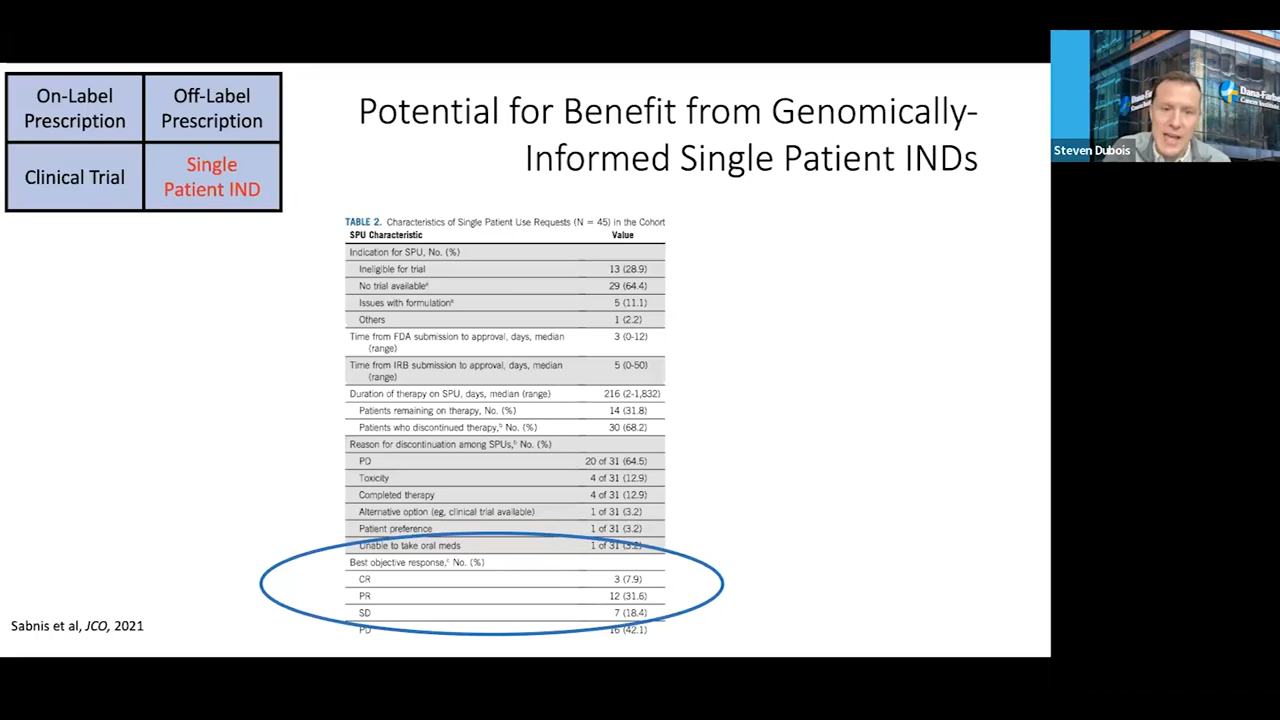 On-Label
Prescription
Off-Label
Prescription
Clinical Trial
Single
Patient IND
Potential for Benefit from Genomically-
Informed Single Patient INDs
TABLE 2. Characteristics of Single Patient Use Requests (N = 45) in the Cohort
SPU Characteristic Value
Indication for SPU, No. (%)
Ineligible for trial 13 (28.9)
No trial availableᵃ 29 (64.4)
Issues with formulationᵃ 5 (11.1)
Others 1 (2.2)
Time from FDA submission to approval, days, median 3 (0-12)
(range)
Time from IRB submission to approval, days, median 5 (0-50)
(range)
Duration of therapy on SPU, days, median (range) 216 (2-1,832)
Patients remaining on therapy, No. (%) 14 (31.8)
Patients who discontinued therapy,ᵇ No. (%) 30 (68.2)
Reason for discontinuation among SPUs,ᵇ No. (%)
PD 20 of 31 (64.5)
Toxicity 4 of 31 (12.9)
Completed therapy 4 of 31 (12.9)
Alternative option (eg, clinical trial available) 1 of 31 (3.2)
Patient preference 1 of 31 (3.2)
Unable to take oral meds 1 of 31 (3.2)
Best objective response,ᶜ No. (%)
CR 3 (7.9)
PR 12 (31.6)
SD 7 (18.4)
PD 16 (42.1)
Sabnis et al, JCO, 2021
Dana-Farber
Cancer Institute
Steven Dubois